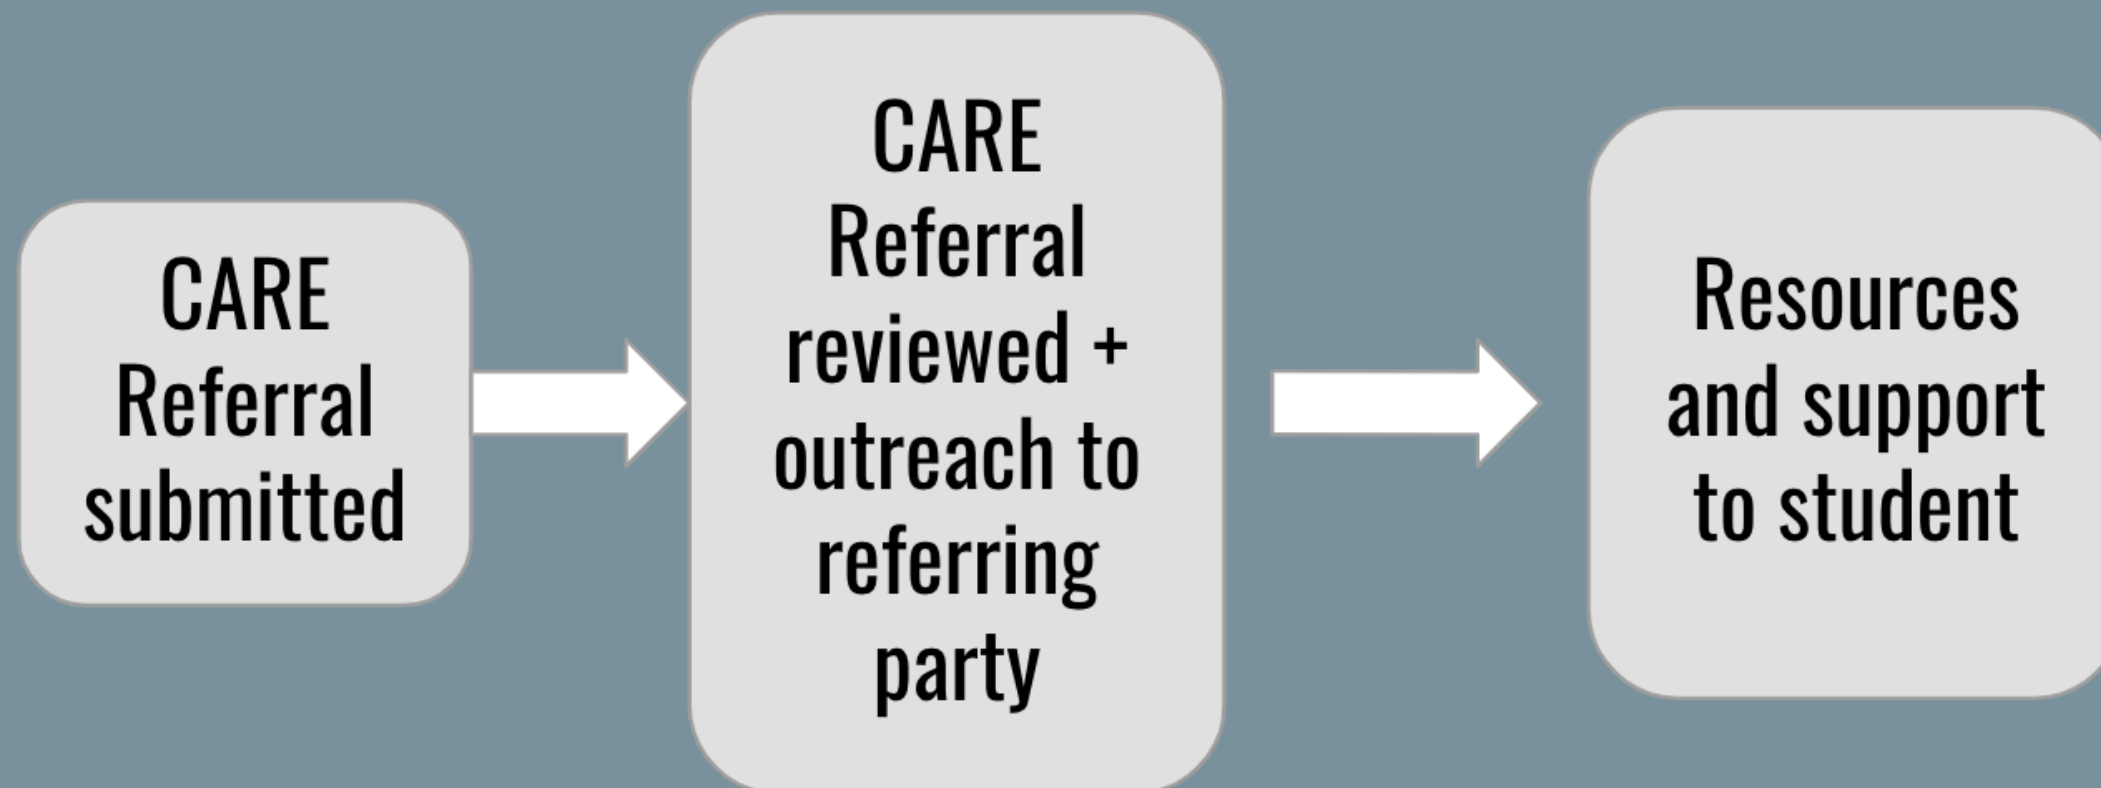 CARE
Referral
submitted
CARE
Referral
reviewed +
outreach to
referring
party
Resources
and support
to student